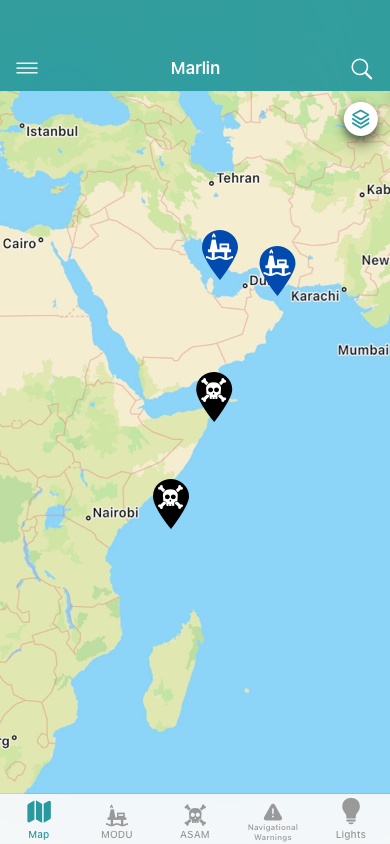 Marlin
Istanbul
Tehran
Kab
Cairo
New
Du
Karachi
Mumbai
Nairobi
rg
Map
MODU
ASAM
Navigational
Warnings
Lights